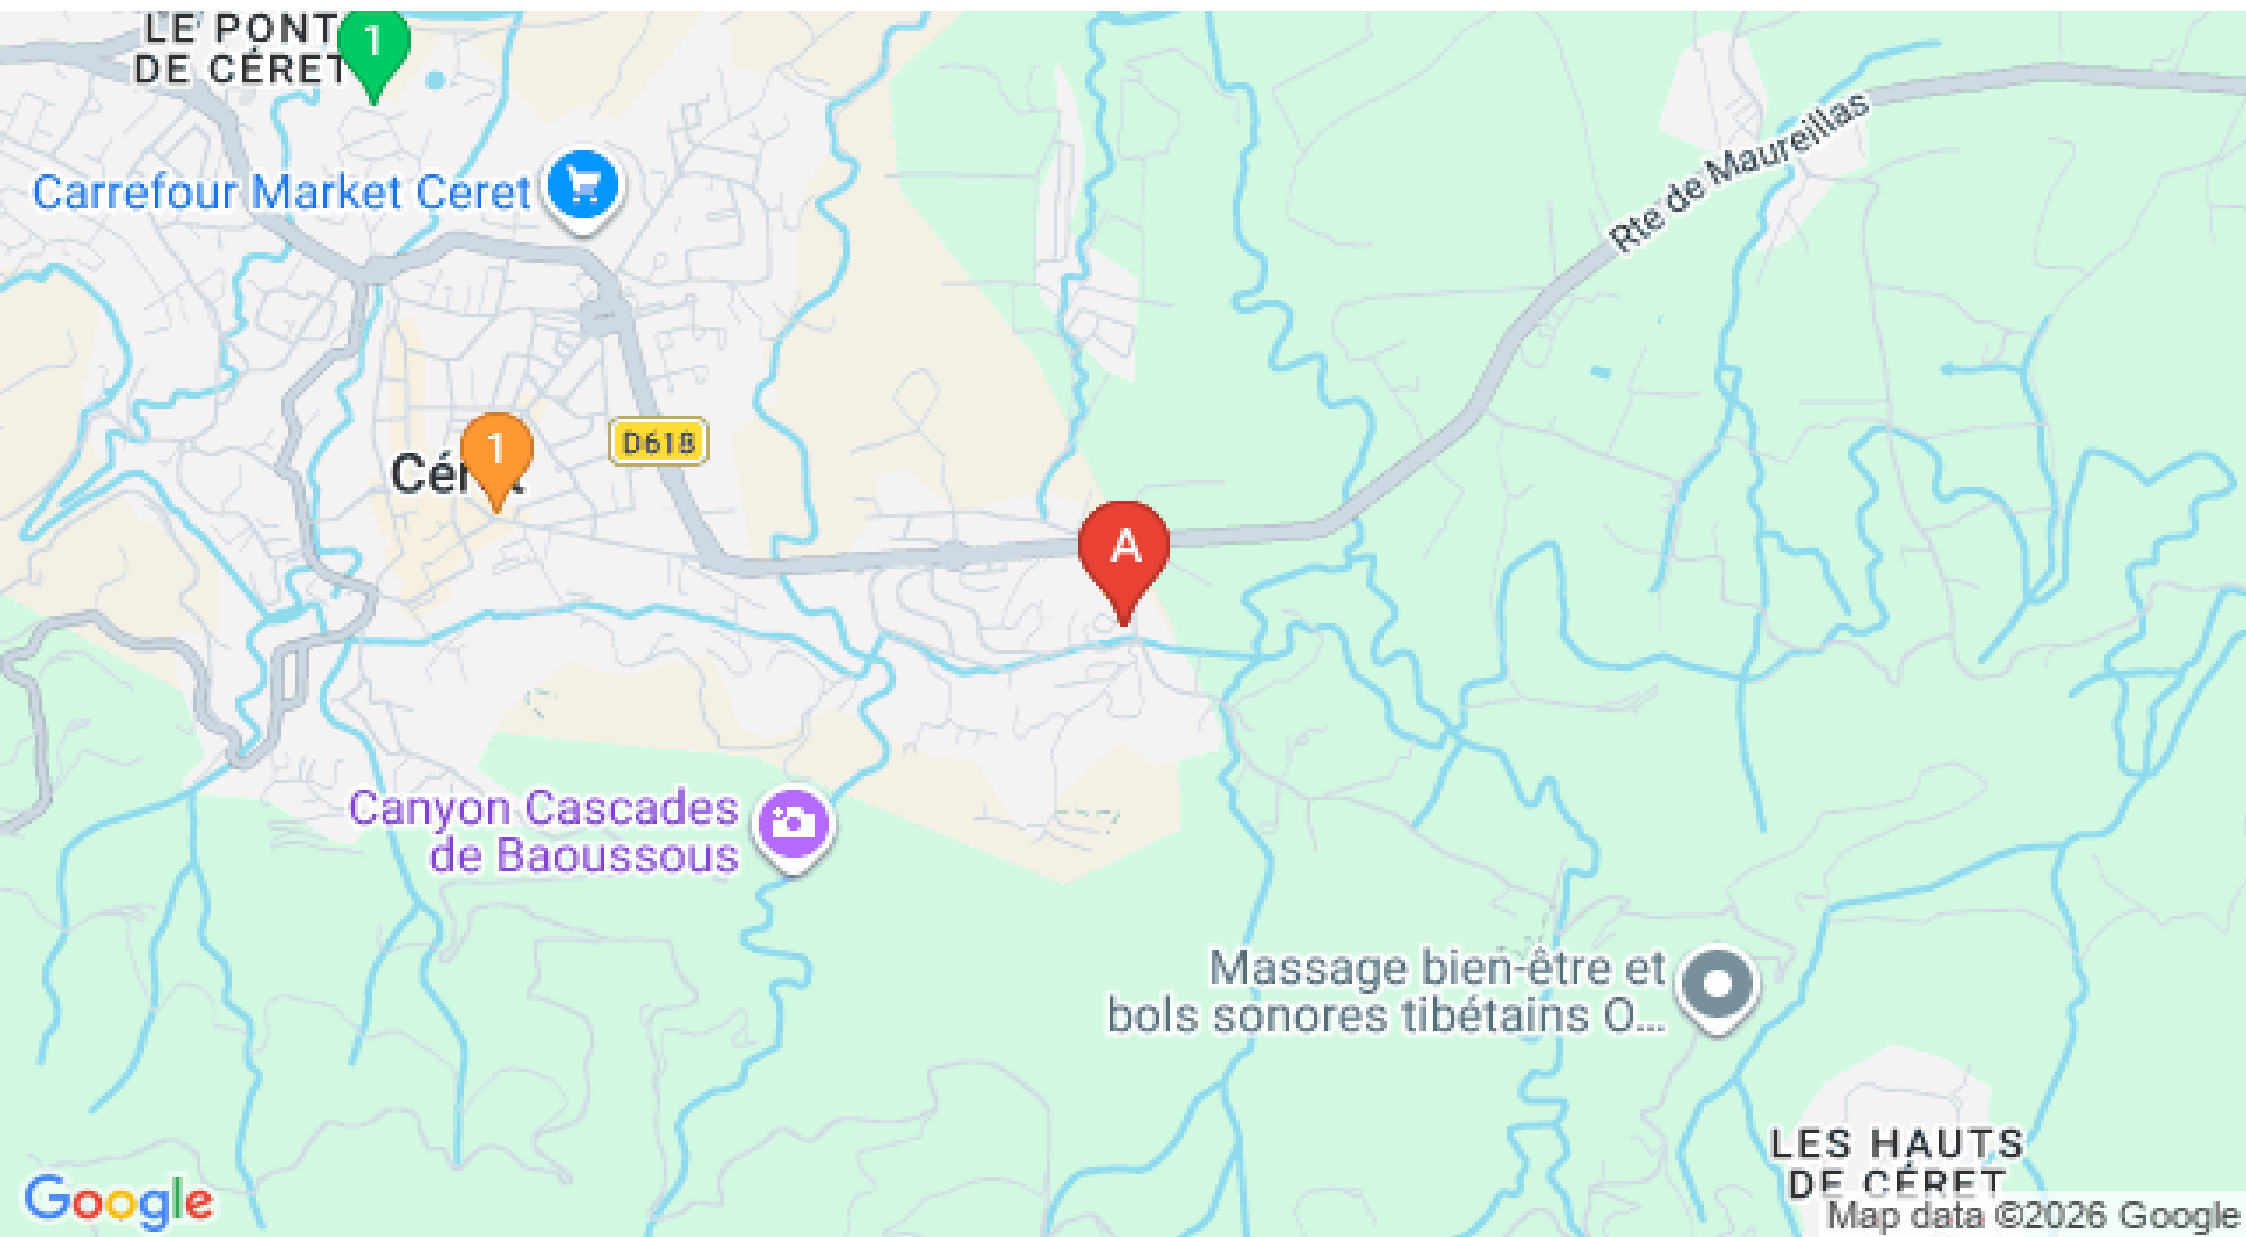 LE PONT
DE CÉRET
1
Carrefour Market Céret
1
D618
Rte de Maureillas
A
Canyon Cascades
de Baoussous
Massage bien-être et
bols sonores tibétains O...
LES HAUTS
DE CÉRET
Google
Map data ©2026 Google